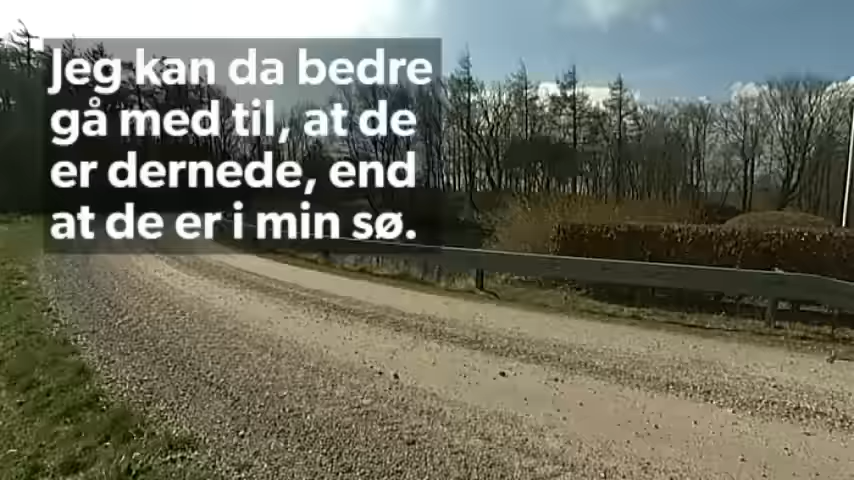 Jeg kan da bedre
gå med til, at de
er dernede, end
at de er i min sø.